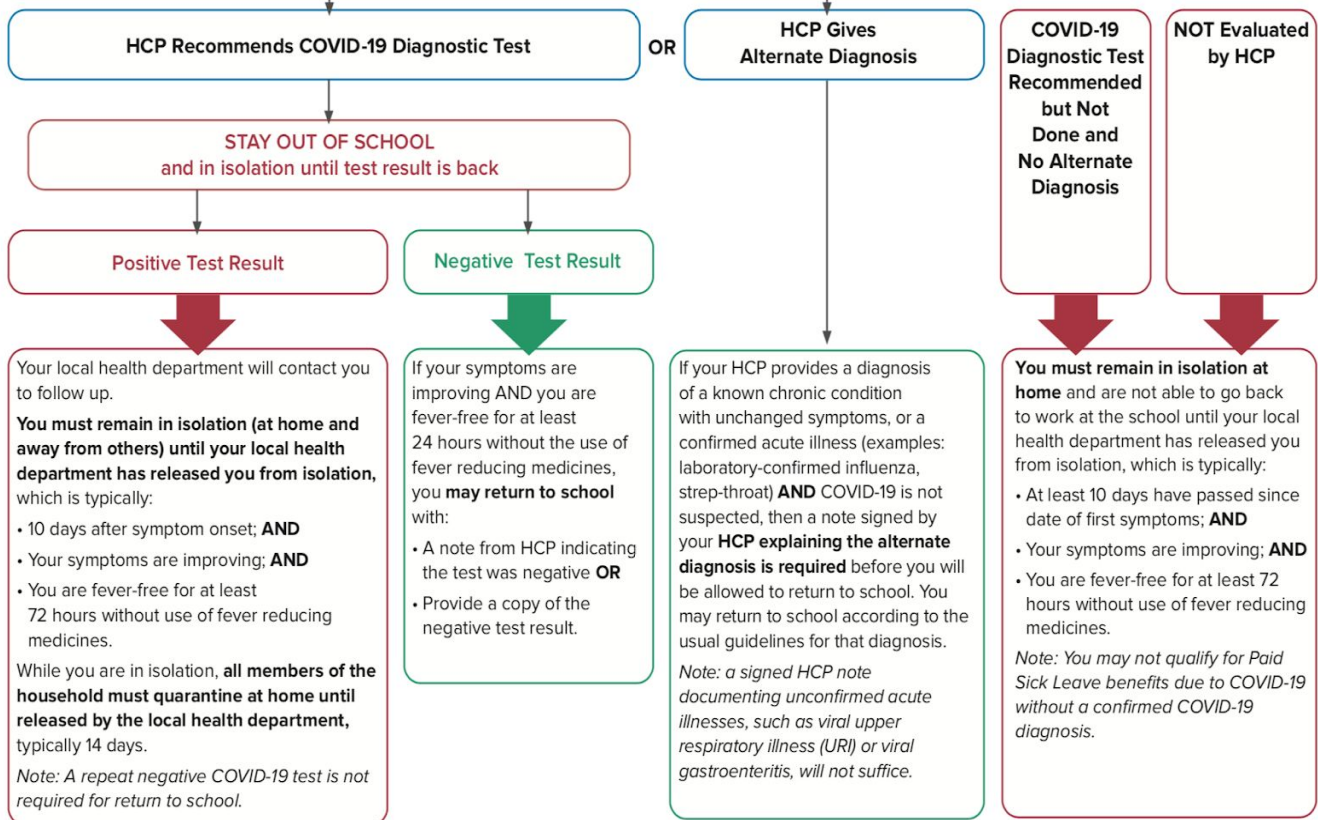 HCP Recommends COVID-19 Diagnostic Test
OR
HCP Gives
Alternate Diagnosis
COVID-19
Diagnostic Test
Recommended
but Not
Done and
No Alternate
Diagnosis
NOT Evaluated
by HCP
STAY OUT OF SCHOOL
and in isolation until test result is back
Positive Test Result
Negative Test Result
Your local health department will contact you
to follow up.
You must remain in isolation (at home and
away from others) until your local health
department has released you from isolation,
which is typically:
• 10 days after symptom onset; AND
• Your symptoms are improving; AND
• You are fever-free for at least
72 hours without use of fever reducing
medicines.
While you are in isolation, all members of the
household must quarantine at home until
released by the local health department,
typically 14 days.
Note: A repeat negative COVID-19 test is not
required for return to school.
If your symptoms are
improving AND you are
fever-free for at least
24 hours without the use of
fever reducing medicines,
you may return to school
with:
• A note from HCP indicating
the test was negative OR
• Provide a copy of the
negative test result.
If your HCP provides a diagnosis
of a known chronic condition
with unchanged symptoms, or a
confirmed acute illness (examples:
laboratory-confirmed influenza,
strep-throat) AND COVID-19 is not
suspected, then a note signed by
your HCP explaining the alternate
diagnosis is required before you will
be allowed to return to school. You
may return to school according to the
usual guidelines for that diagnosis.
Note: a signed HCP note
documenting unconfirmed acute
illnesses, such as viral upper
respiratory illness (URI) or viral
gastroenteritis, will not suffice.
You must remain in isolation at
home and are not able to go back
to work at the school until your local
health department has released you
from isolation, which is typically:
• At least 10 days have passed since
date of first symptoms; AND
• Your symptoms are improving; AND
• You are fever-free for at least 72
hours without use of fever reducing
medicines.
Note: You may not qualify for Paid
Sick Leave benefits due to COVID-19
without a confirmed COVID-19
diagnosis.